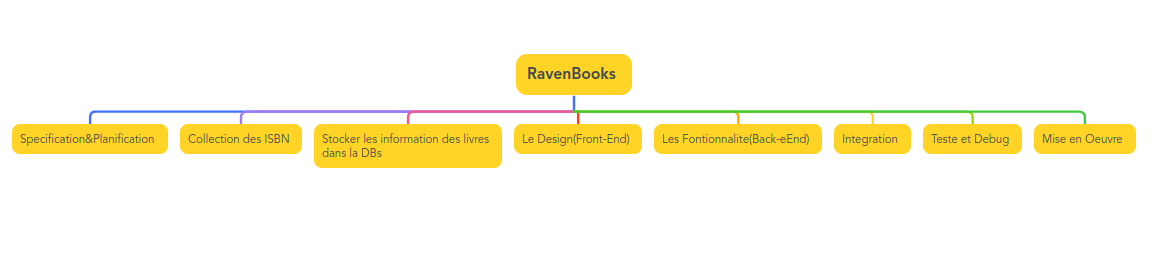 RavenBooks
Specification&Planification
Collection des ISBN
Stocker les information des livres
dans la DBs
Le Design(Front-End)
Les Fontionnalite(Back-eEnd)
Integration
Teste et Debug
Mise en Oeuvre